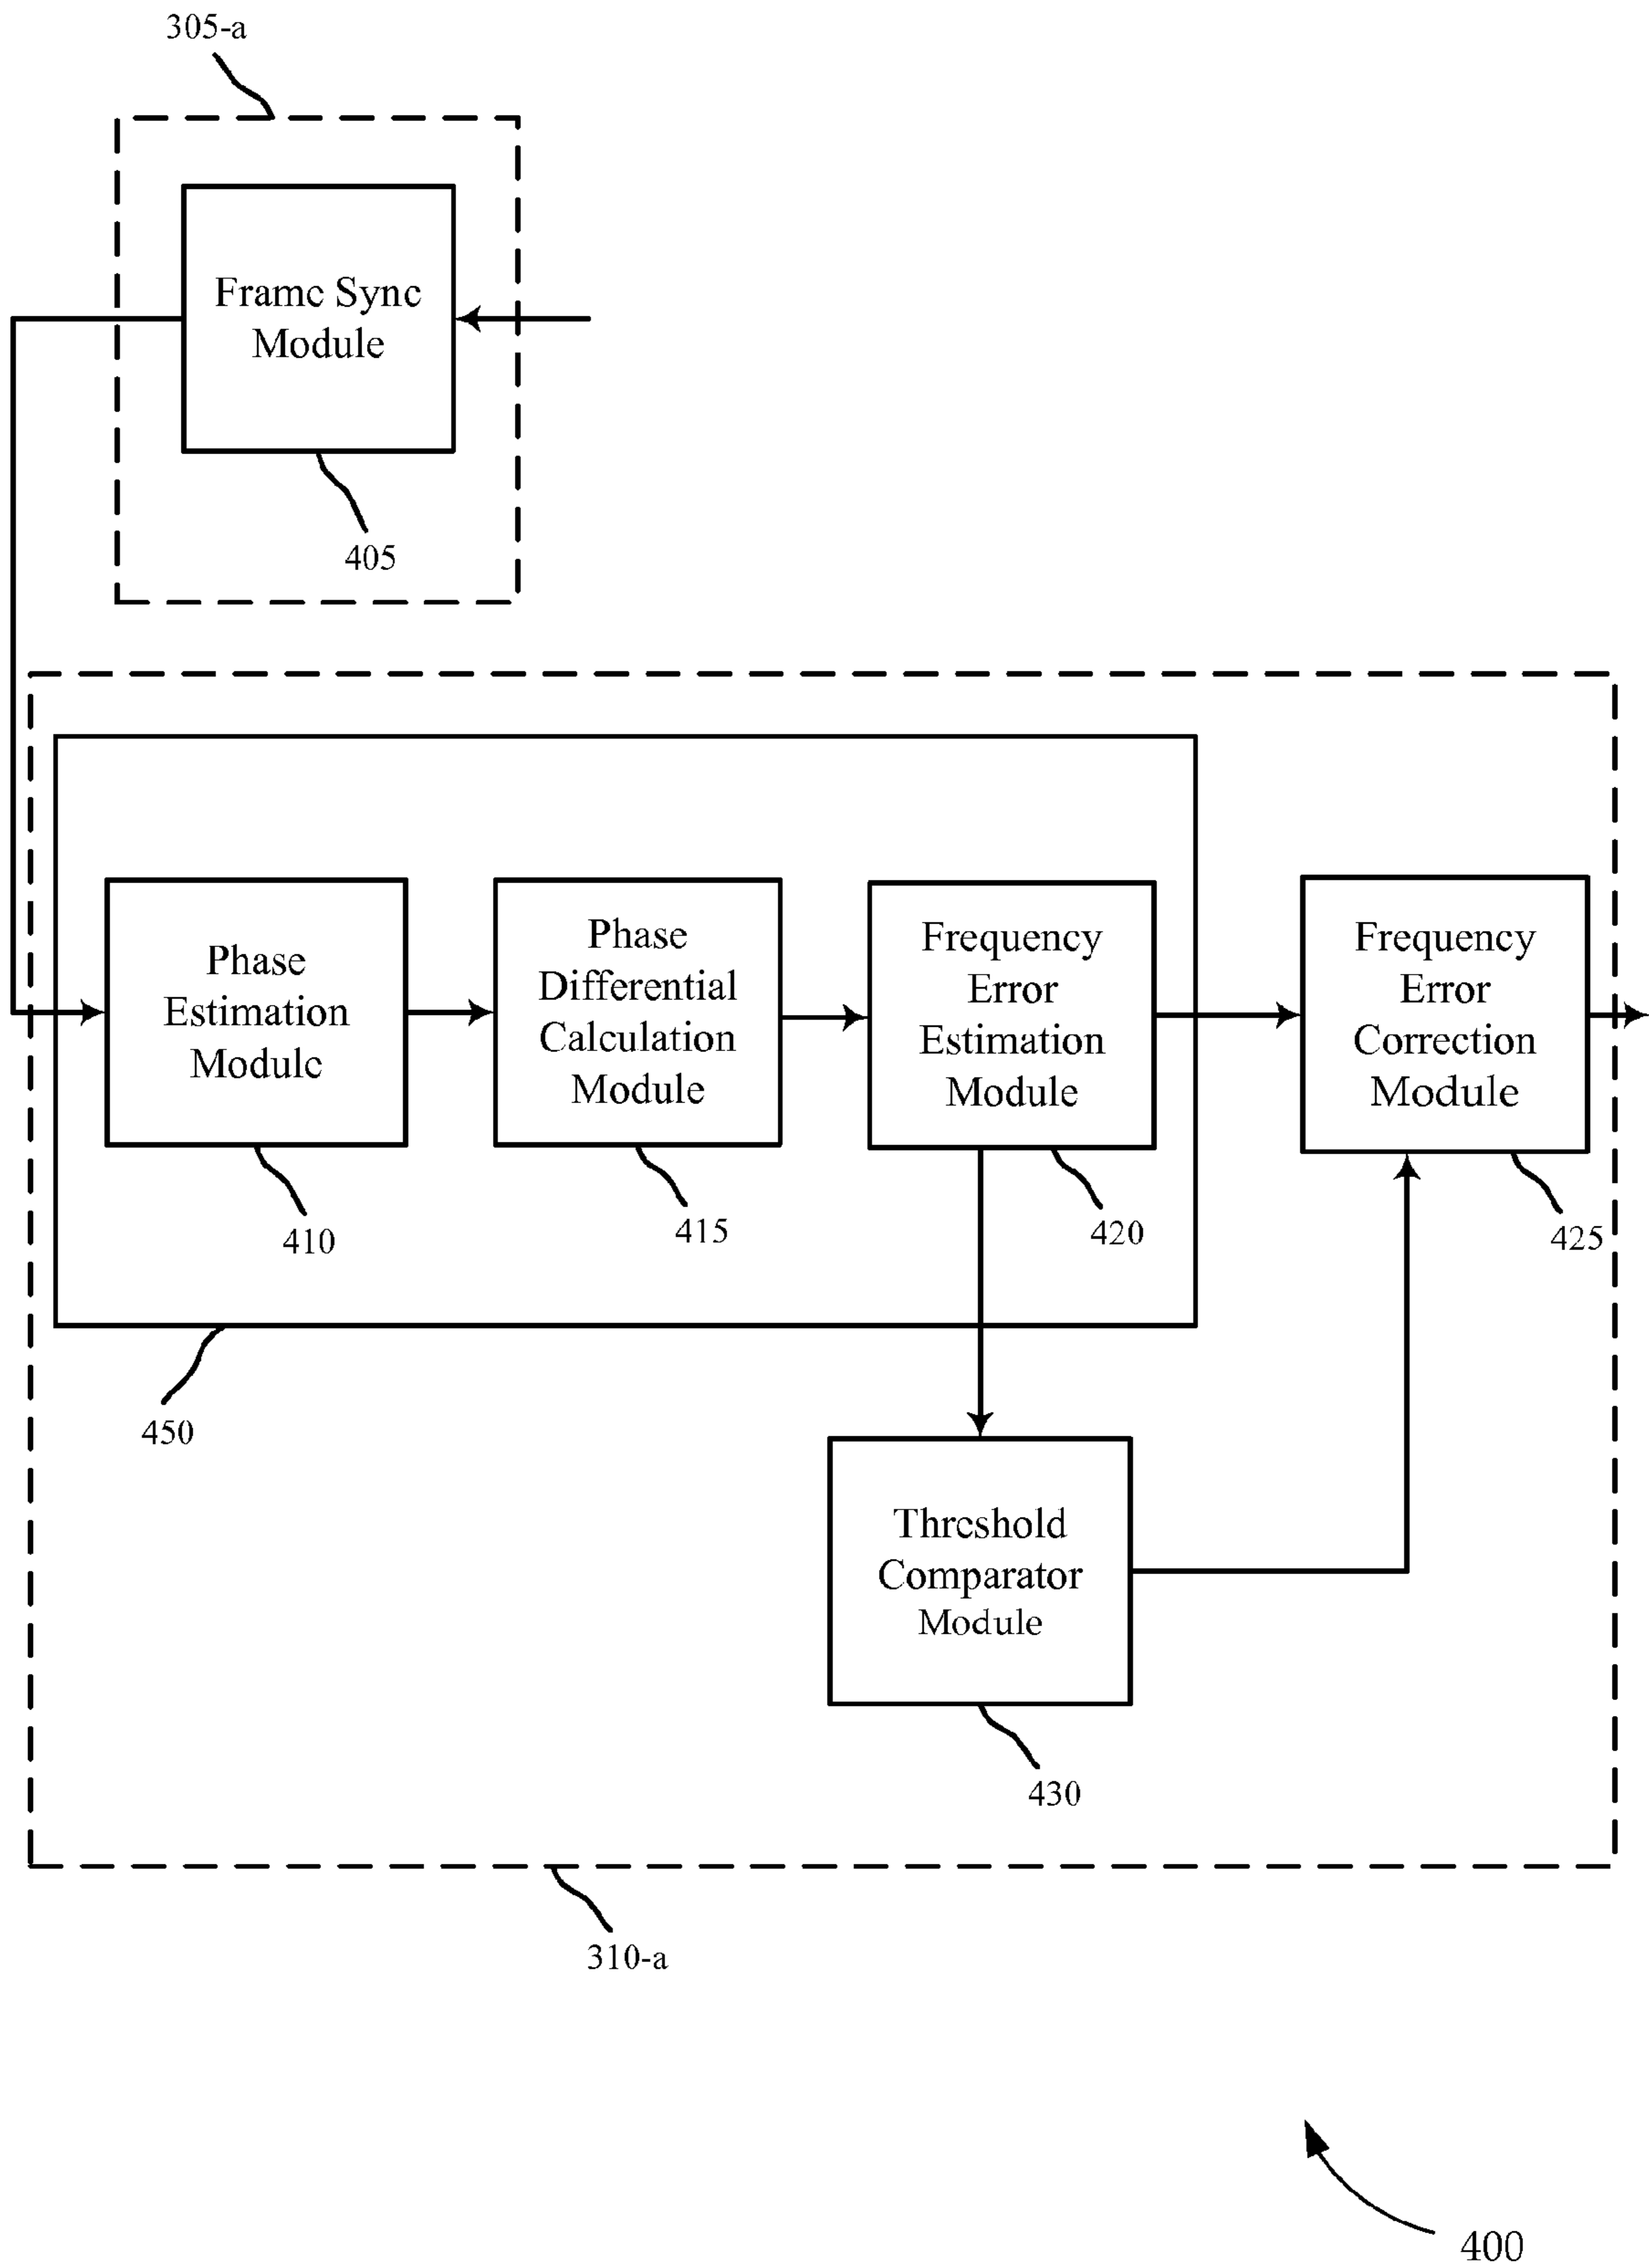 305-a
Frame Sync
Module
405
Phase
Estimation
Module
410
Phase
Differential
Calculation
Module
415
Frequency
Error
Estimation
Module
420
Frequency
Error
Correction
Module
425
450
Threshold
Comparator
Module
430
310-a
400